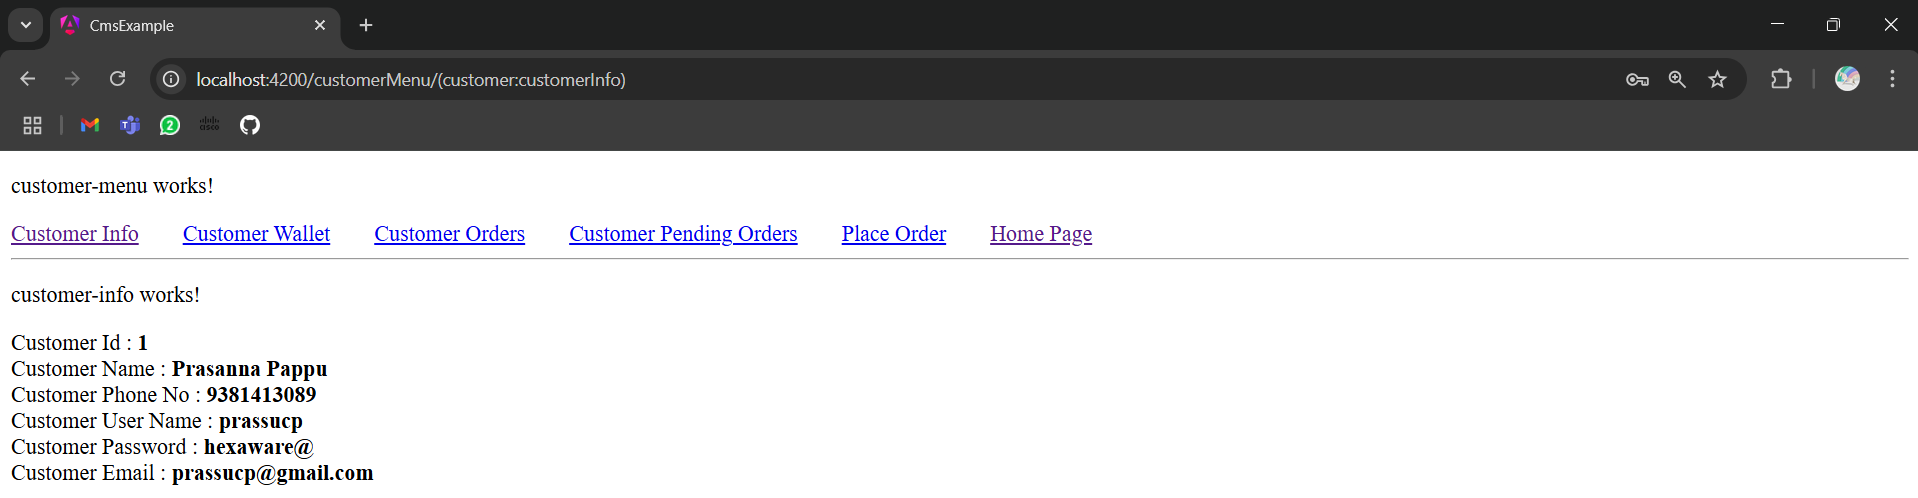 CmsExample
localhost:4200/customerMenu/(customer:customerInfo)
2
cisco
customer-menu works!
Customer Info Customer Wallet Customer Orders Customer Pending Orders Place Order Home Page
customer-info works!
Customer Id : 1
Customer Name : Prasanna Pappu
Customer Phone No : 9381413089
Customer User Name : prassucp
Customer Password : hexaware@
Customer Email : prassucp@gmail.com